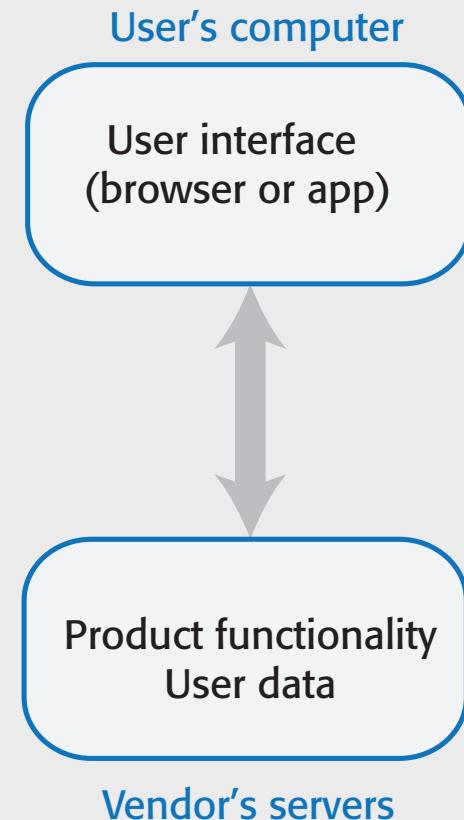 User’s computer
User interface
(browser or app)
Product functionality
User data
Vendor’s servers